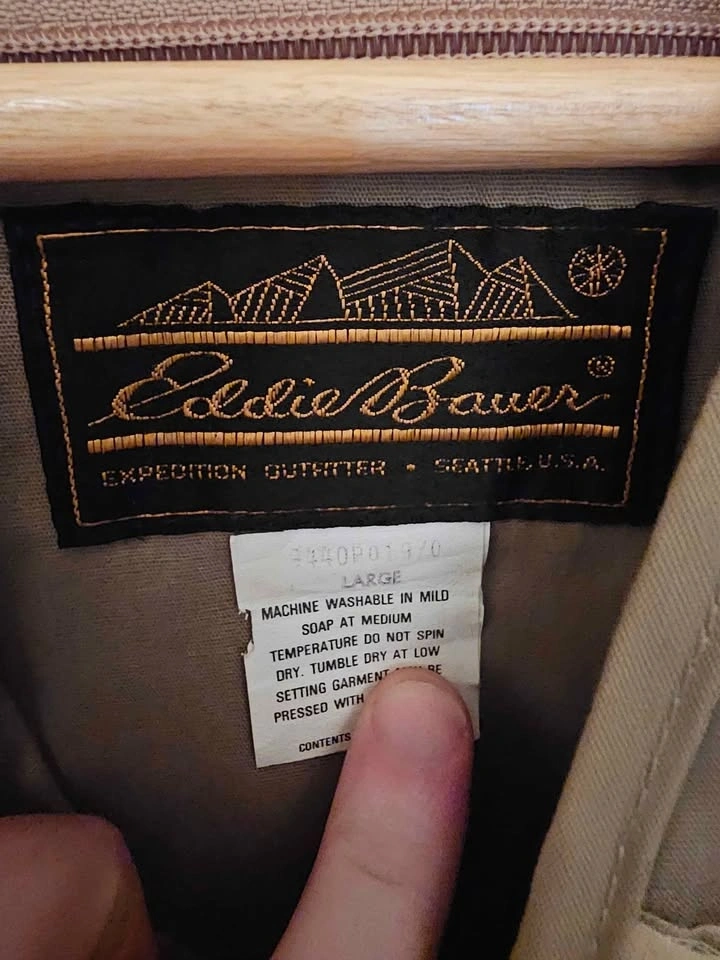 Eddie Bauer ®
EXPEDITION OUTFITTER • SEATTLE, U.S.A.
LARGE
MACHINE WASHABLE IN MILD
SOAP AT MEDIUM
TEMPERATURE DO NOT SPIN
DRY. TUMBLE DRY AT LOW
SETTING GARMENT BE
PRESSED WITH
CONTENTS